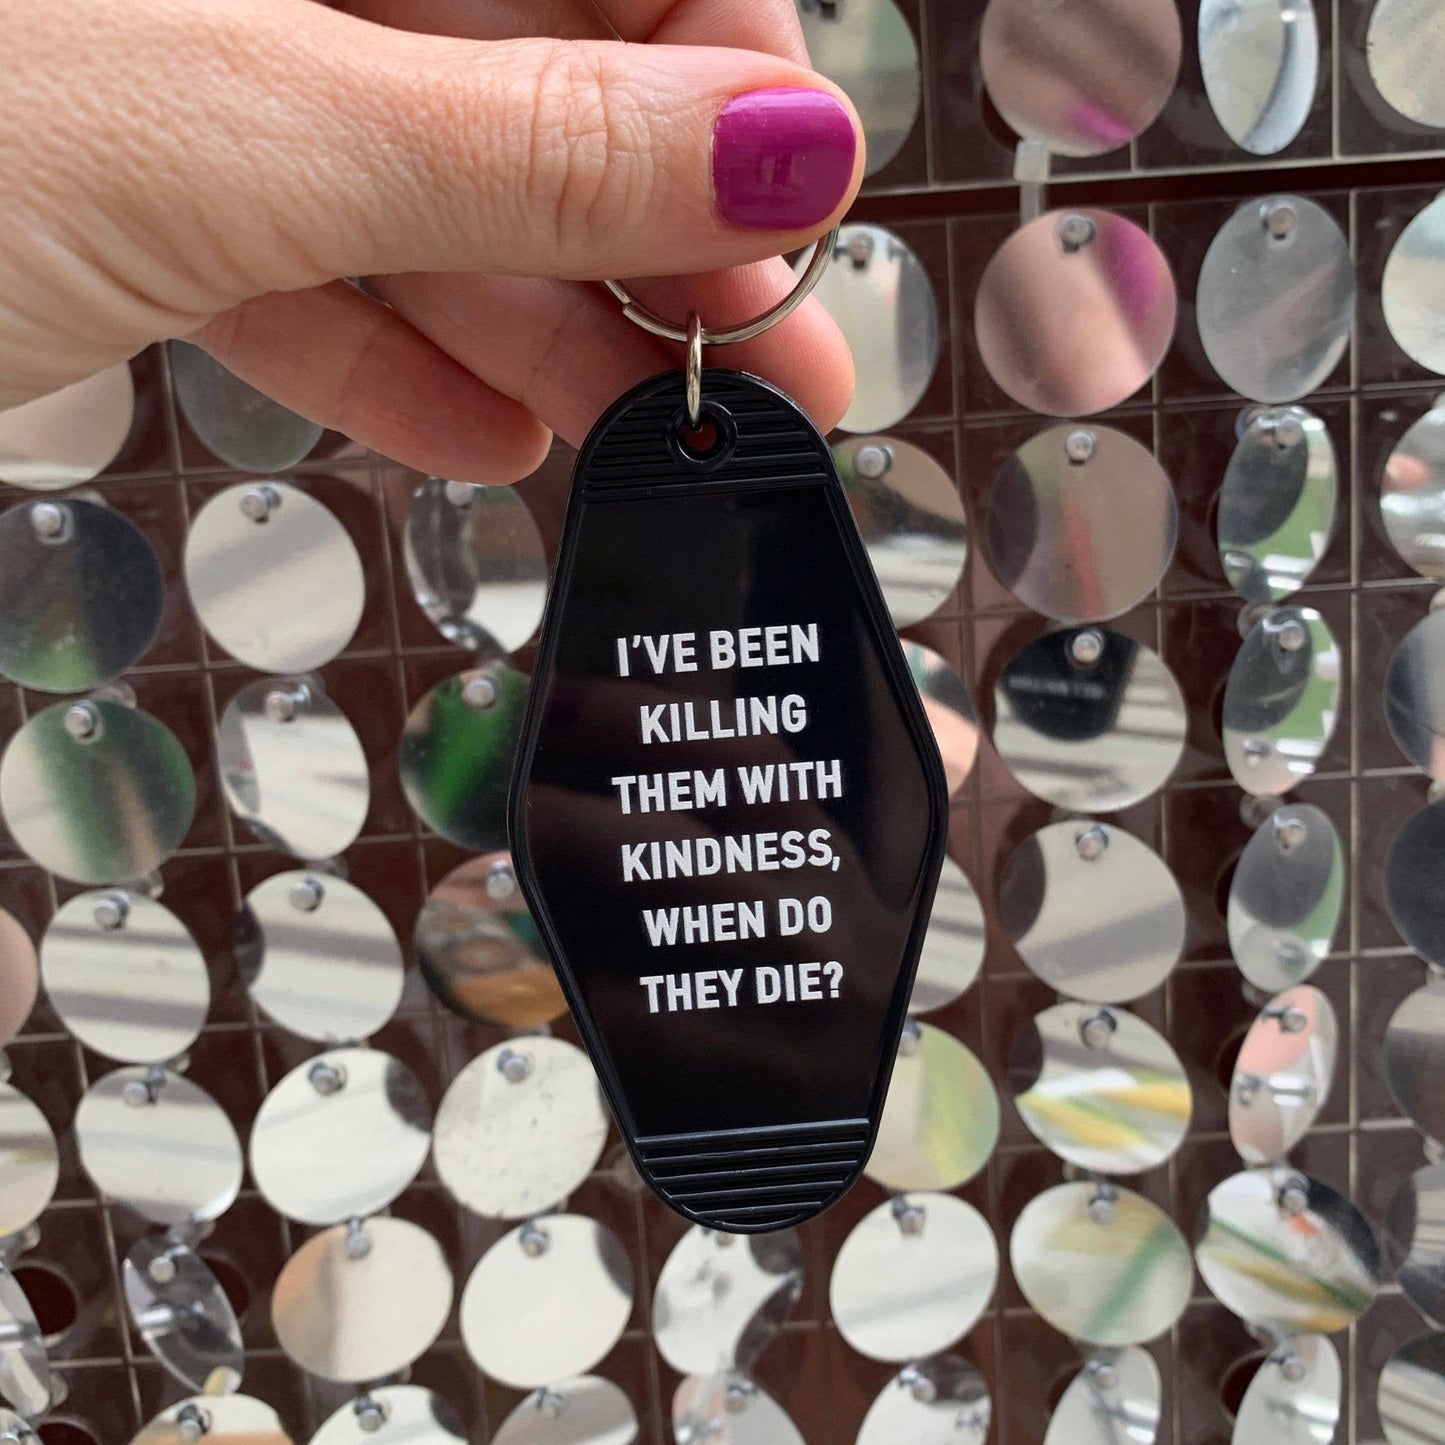 I'VE BEEN
KILLING
THEM WITH
KINDNESS,
WHEN DO
THEY DIE?